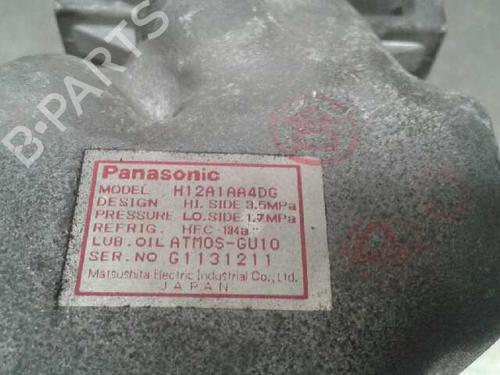 B-PARTS
Panasonic
MODEL H12A1AA4DG
DESIGN HI. SIDE 3.5MPa
PRESSURE LO. SIDE 1.7MPa
REFRIG. HFC-134a
LUB. OIL ATMOS-GU10
SER. NO G1131211
Matsushita Electric Industrial Co., Ltd.
JAPAN